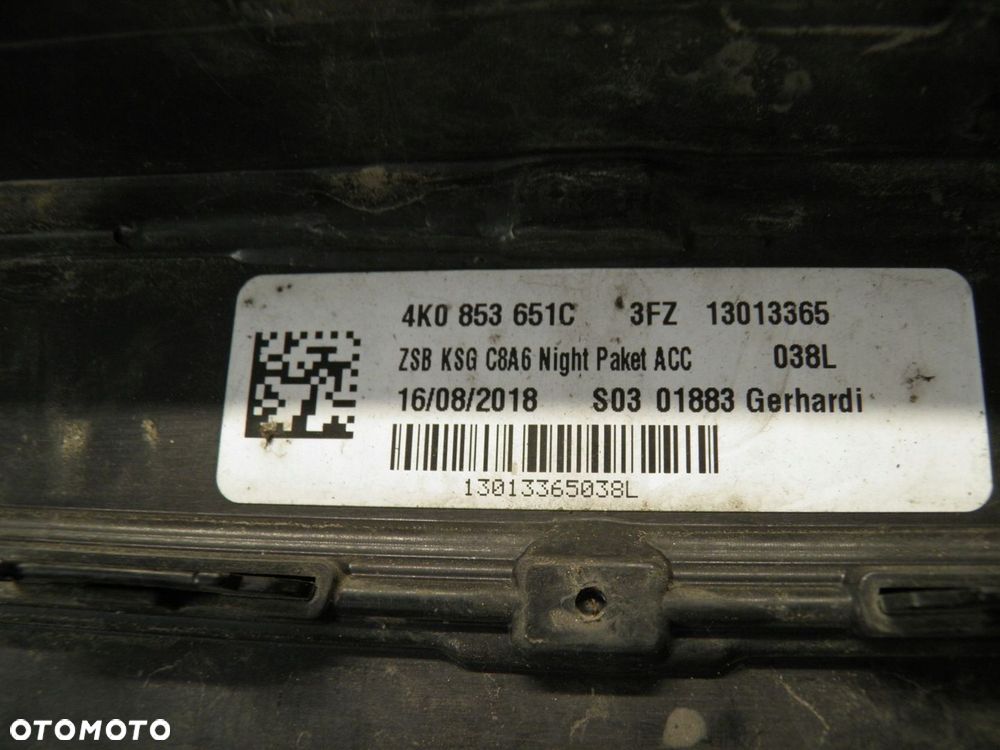 4K0 853 651C 3FZ 13013365
ZSB KSG C8A6 Night Paket ACC 038L
16/08/2018 S03 01883 Gerhardi
13013365038L
OTOMOTO